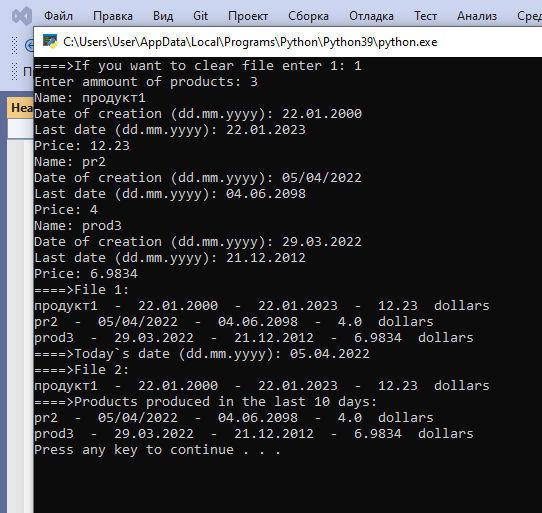 Файл Правка Вид Git Проект Сборка Отладка Тест Анализ Сред
C:\Users\User\AppData\Local\Programs\Python\Python39\python.exe
П
Неа
====>If you want to clear file enter 1: 1
Enter ammount of products: 3
Name: продукт1
Date of creation (dd.mm.yyyy): 22.01.2000
Last date (dd.mm.yyyy): 22.01.2023
Price: 12.23
Name: pr2
Date of creation (dd.mm.yyyy): 05/04/2022
Last date (dd.mm.yyyy): 04.06.2098
Price: 4
Name: prod3
Date of creation (dd.mm.yyyy): 29.03.2022
Last date (dd.mm.yyyy): 21.12.2012
Price: 6.9834
====>File 1:
продукт1  -  22.01.2000  -  22.01.2023  -  12.23  dollars
pr2  -  05/04/2022  -  04.06.2098  -  4.0  dollars
prod3  -  29.03.2022  -  21.12.2012  -  6.9834  dollars
====>Today`s date (dd.mm.yyyy): 05.04.2022
====>File 2:
продукт1  -  22.01.2000  -  22.01.2023  -  12.23  dollars
====>Products produced in the last 10 days:
pr2  -  05/04/2022  -  04.06.2098  -  4.0  dollars
prod3  -  29.03.2022  -  21.12.2012  -  6.9834  dollars
Press any key to continue . . .